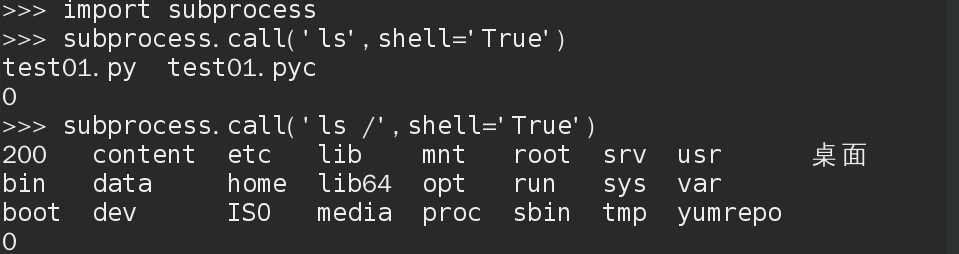 >>> import subprocess
>>> subprocess.call('ls',shell='True')
test01.py  test01.pyc
0
>>> subprocess.call('ls /',shell='True')
200   content  etc   lib    mnt   root  srv  usr      桌面
bin   data     home  lib64  opt   run   sys  var
boot  dev      ISO   media  proc  sbin  tmp  yumrepo
0